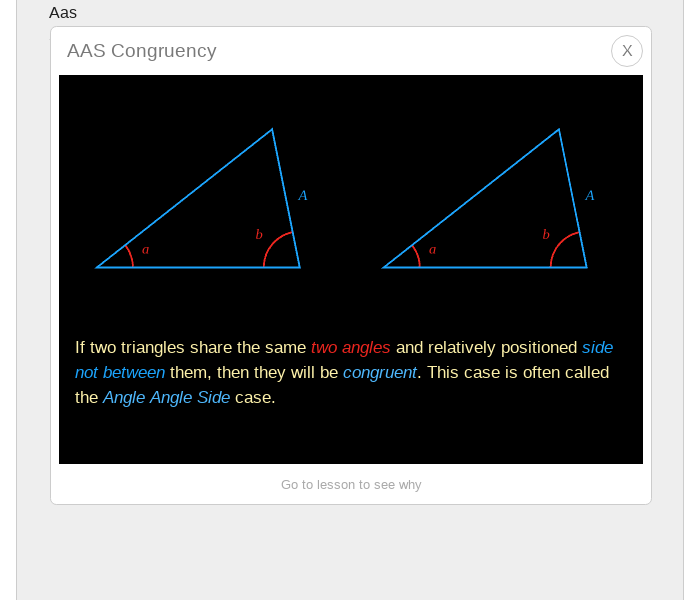 Aas
AAS Congruency
X
A
A
b
b
a
a
If two triangles share the same two angles and relatively positioned side
not between them, then they will be congruent. This case is often called
the Angle Angle Side case.
Go to lesson to see why